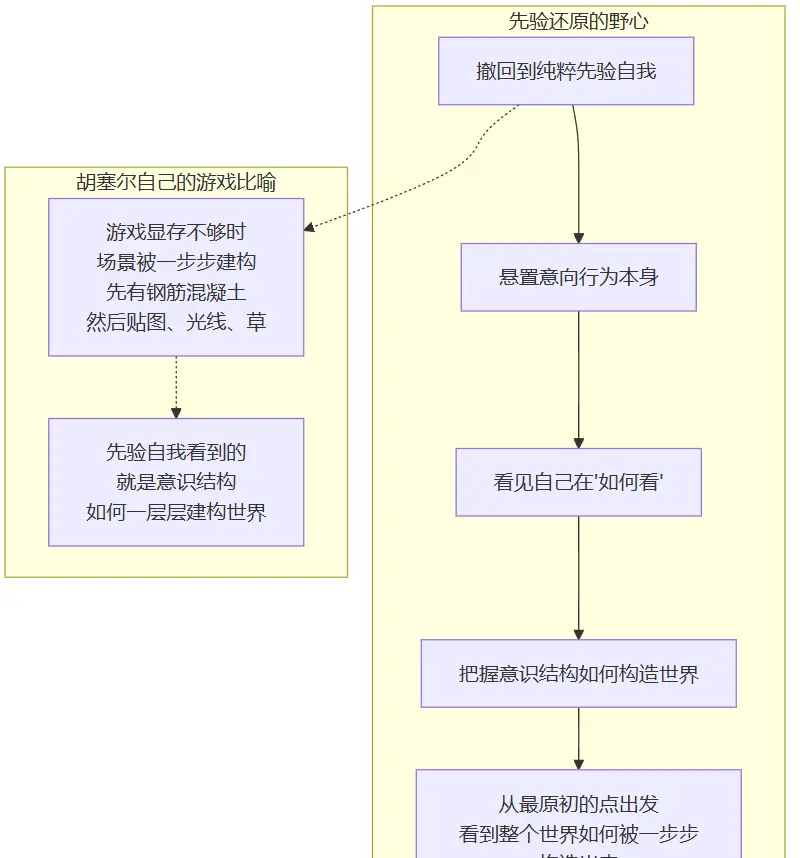 先验还原的野心
撤回到纯粹先验自我
悬置意向行为本身
看见自己在'如何看'
把握意识结构如何构造世界
从最原初的点出发
看到整个世界如何被一步步
构造出来
胡塞尔自己的游戏比喻
游戏显存不够时
场景被一步步建构
先有钢筋混凝土
然后贴图、光线、草
先验自我看到的
就是意识结构
如何一层层建构世界